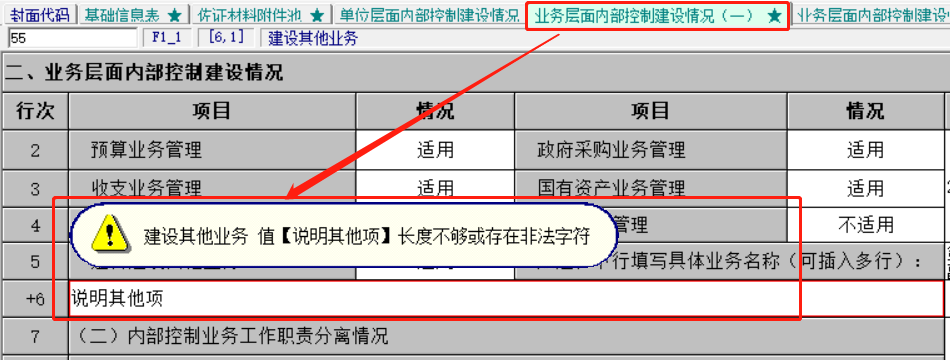 封面代码 基础信息表 ★ 佐证材料附件池 ★ 单位层面内部控制建设情况 业务层面内部控制建设情况（一） ★ 业务层面内部控制建设
55 F1_1 [6,1] 建设其他业务
二、业务层面内部控制建设情况
行次 项目 情况 项目 情况
2 预算业务管理 适用 政府采购业务管理 适用
3 收支业务管理 适用 国有资产业务管理 适用
4 管理 不适用
建设其他业务 值【说明其他项】长度不够或存在非法字符
5 行填写具体业务名称（可插入多行）：
+6 说明其他项
7 （二）内部控制业务工作职责分离情况